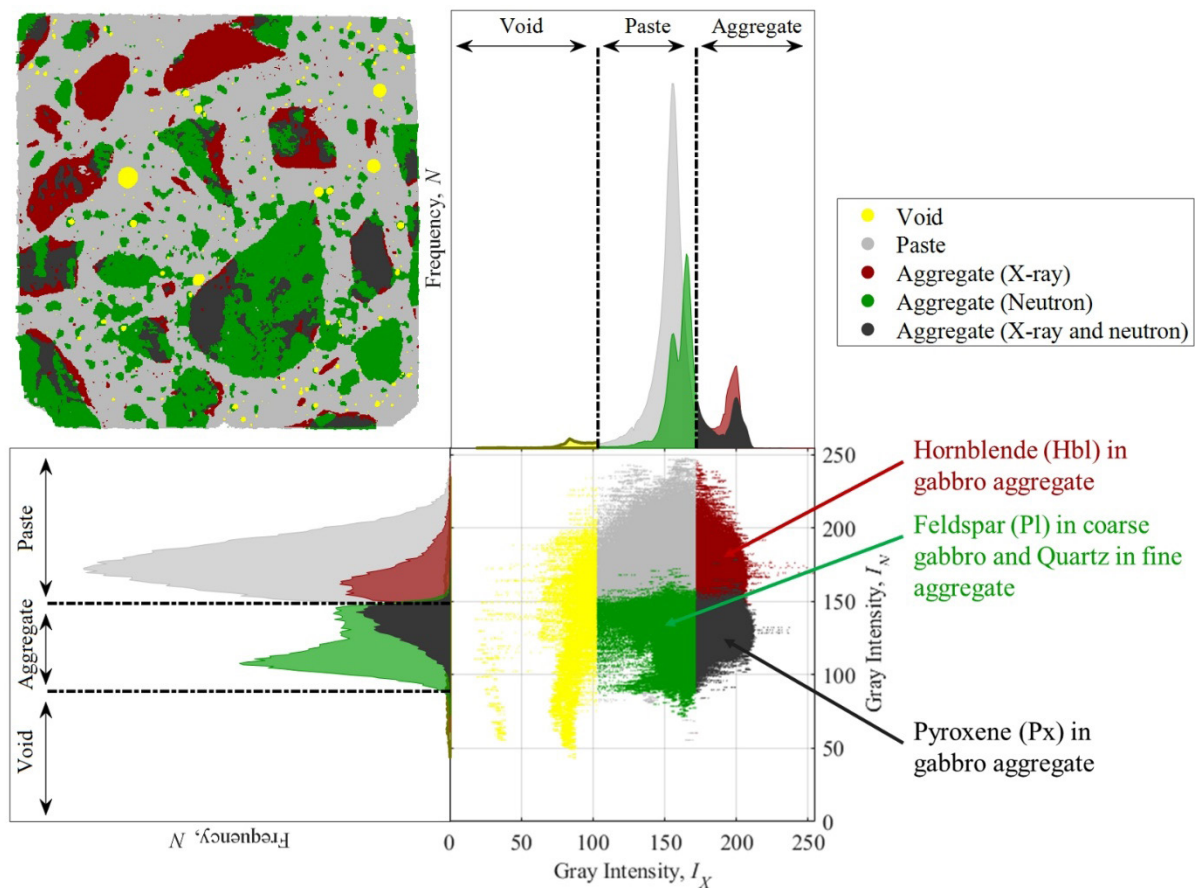 Void
Paste
Aggregate
Frequency, N
Void
Paste
Aggregate (X-ray)
Aggregate (Neutron)
Aggregate (X-ray and neutron)
Paste
Aggregate
Void
Frequency, N
250
200
150
100
50
0
Gray Intensity, I_N
0
50
100
150
200
250
Gray Intensity, I_X
Hornblende (Hbl) in
gabbro aggregate
Feldspar (Pl) in coarse
gabbro and Quartz in fine
aggregate
Pyroxene (Px) in
gabbro aggregate